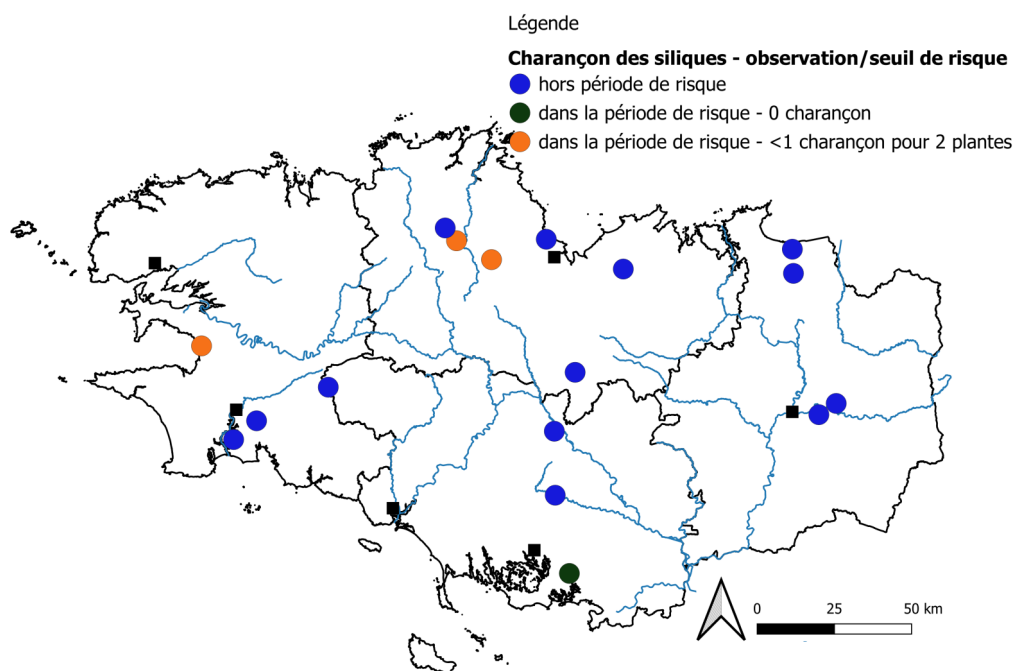 Légende
Charançon des siliques - observation/seuil de risque
hors période de risque
dans la période de risque - 0 charançon
dans la période de risque - <1 charançon pour 2 plantes
0 25 50 km